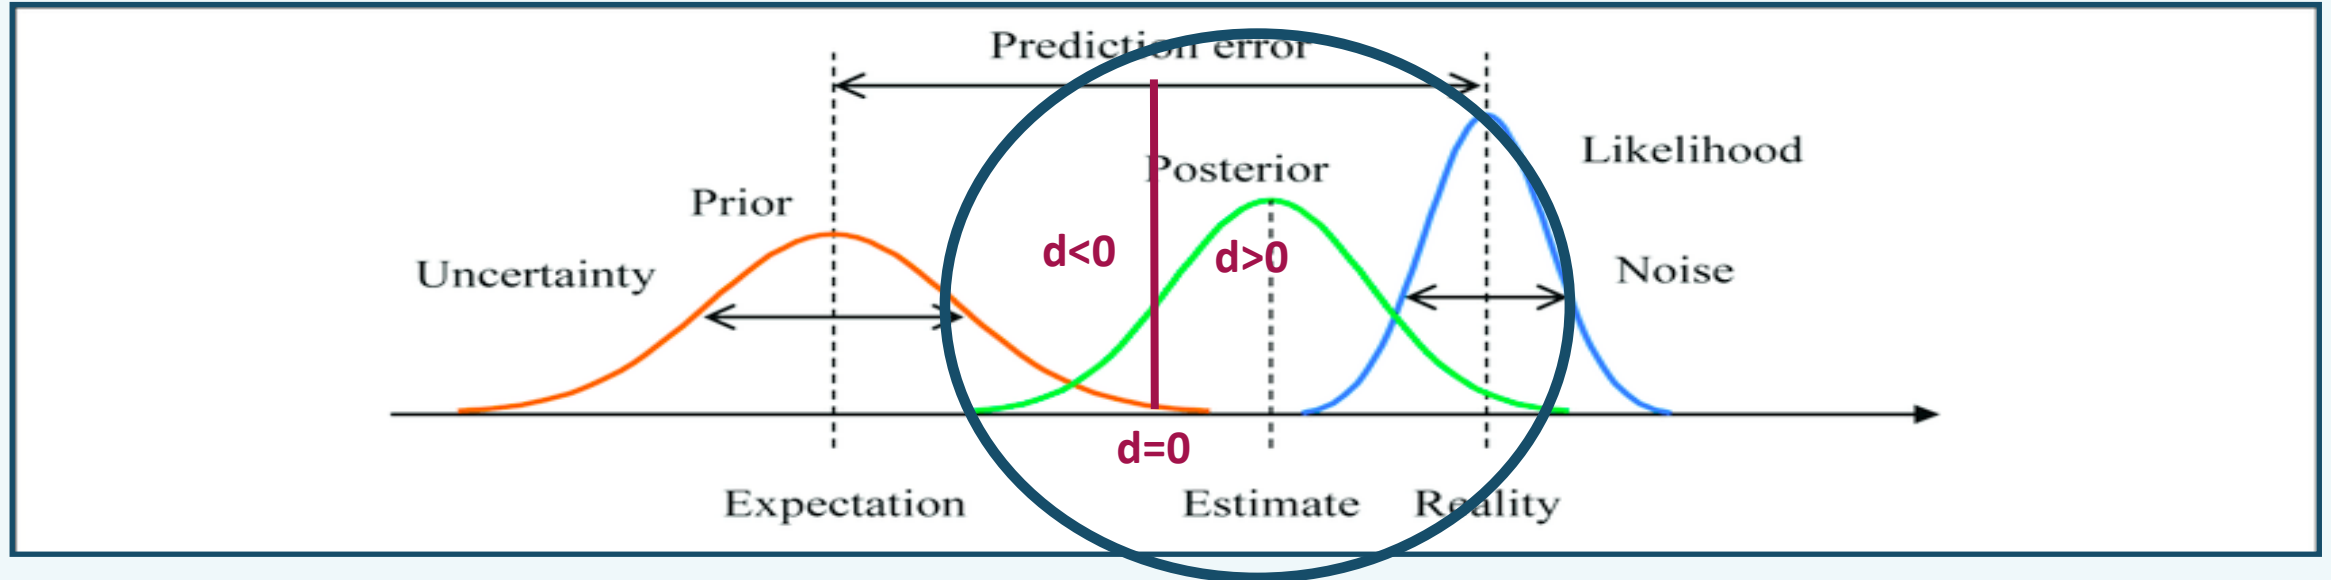 Prediction error
Likelihood
Posterior
Prior
d<0
d>0
Uncertainty
Noise
d=0
Expectation
Estimate
Reality